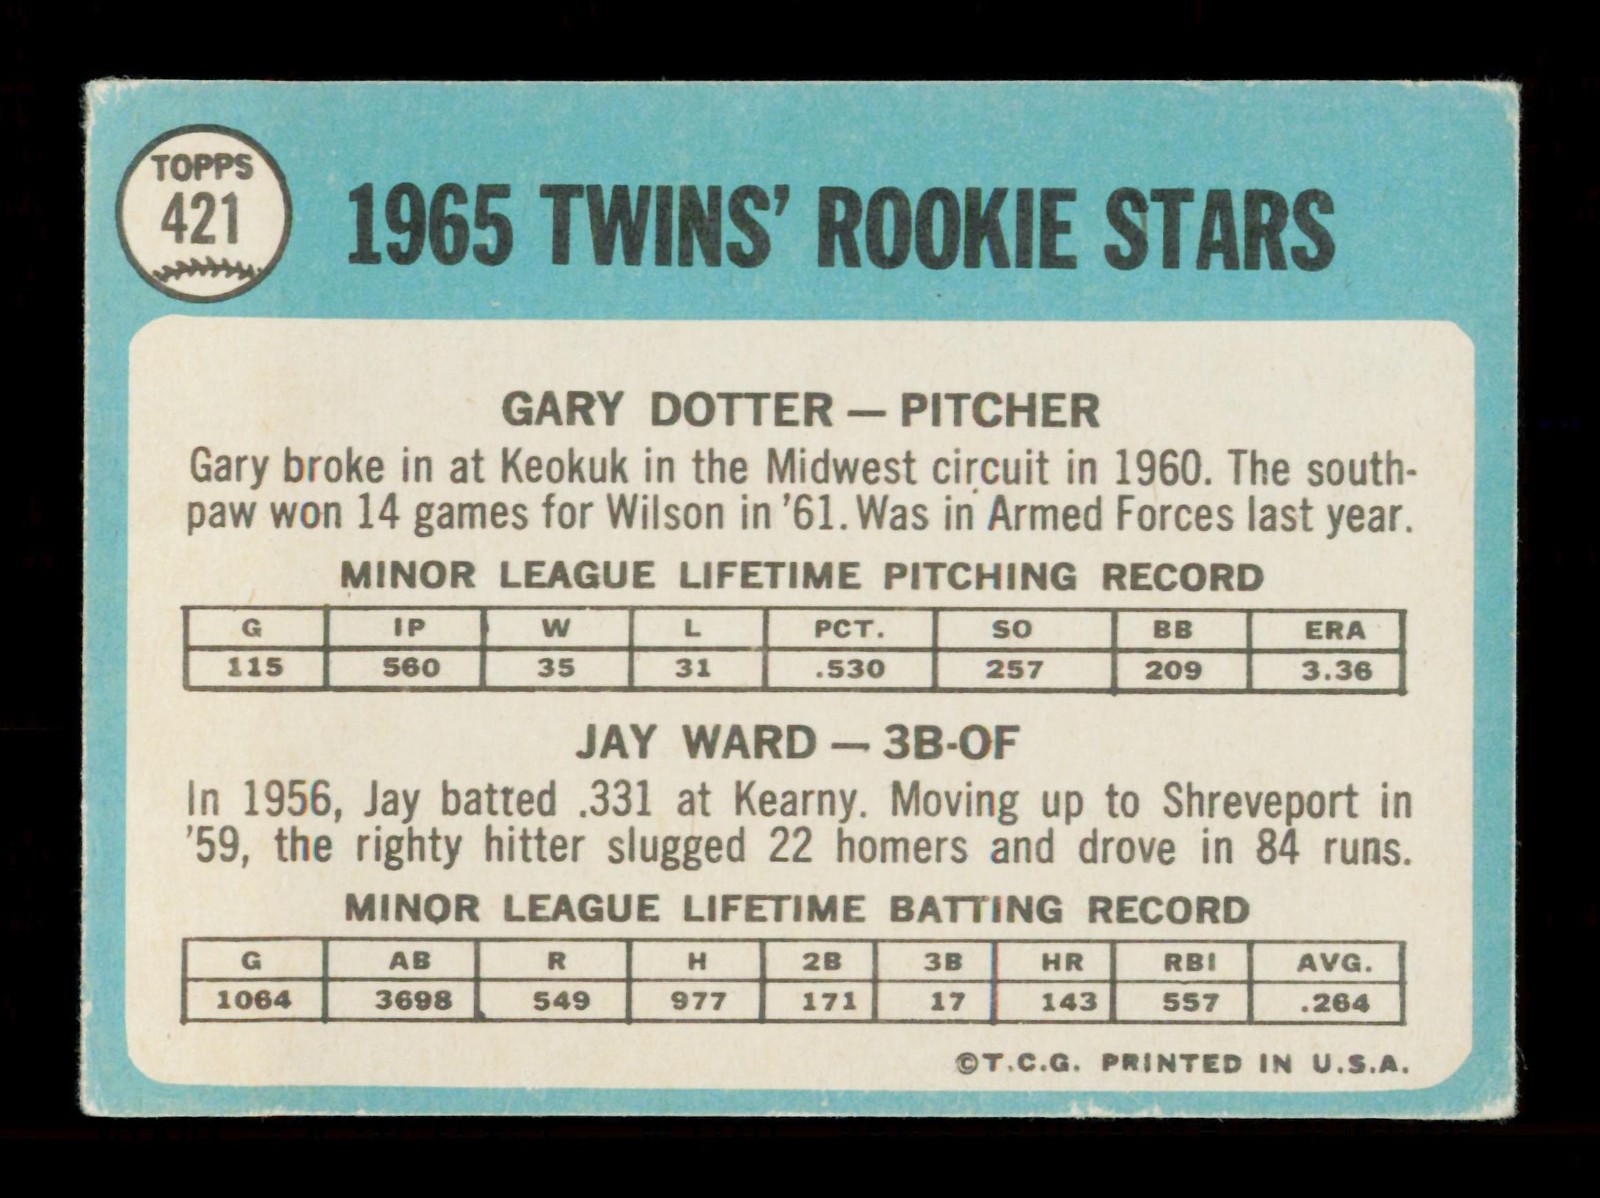 TOPPS
421
1965 TWINS' ROOKIE STARS
GARY DOTTER — PITCHER
Gary broke in at Keokuk in the Midwest circuit in 1960. The south-
paw won 14 games for Wilson in '61. Was in Armed Forces last year.
MINOR LEAGUE LIFETIME PITCHING RECORD
G IP W L PCT. SO BB ERA
115 560 35 31 .530 257 209 3.36
JAY WARD — 3B-OF
In 1956, Jay batted .331 at Kearny. Moving up to Shreveport in
'59, the righty hitter slugged 22 homers and drove in 84 runs.
MINOR LEAGUE LIFETIME BATTING RECORD
G AB R H 2B 3B HR RBI AVG.
1064 3698 549 977 171 17 143 557 .264
©T.C.G. PRINTED IN U.S.A.